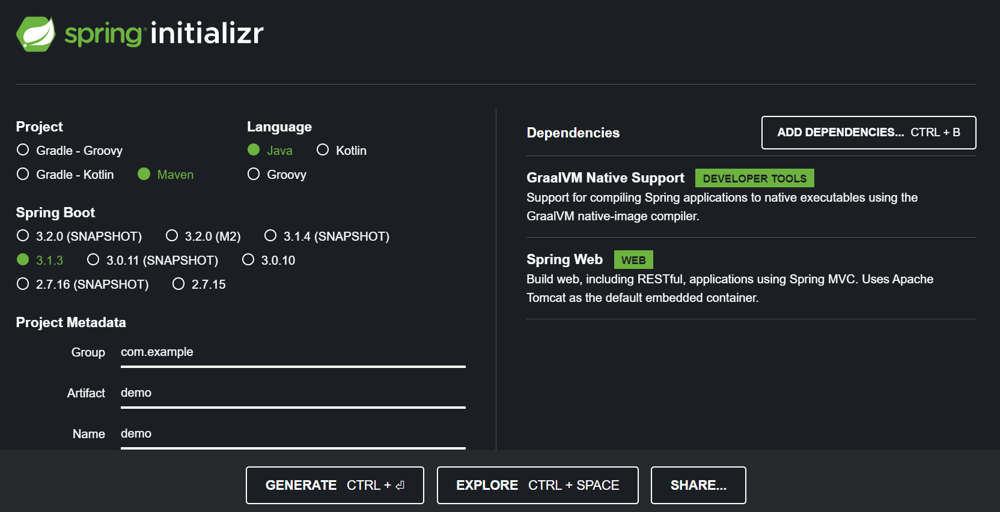 spring initializr
Project
Gradle - Groovy
Gradle - Kotlin Maven
Language
Java Kotlin
Groovy
Spring Boot
3.2.0 (SNAPSHOT) 3.2.0 (M2) 3.1.4 (SNAPSHOT)
3.1.3 3.0.11 (SNAPSHOT) 3.0.10
2.7.16 (SNAPSHOT) 2.7.15
Project Metadata
Group com.example
Artifact demo
Name demo
Dependencies ADD DEPENDENCIES... CTRL + B
GraalVM Native Support DEVELOPER TOOLS
Support for compiling Spring applications to native executables using the
GraalVM native-image compiler.
Spring Web WEB
Build web, including RESTful, applications using Spring MVC. Uses Apache
Tomcat as the default embedded container.
GENERATE CTRL + ⏎ EXPLORE CTRL + SPACE SHARE...